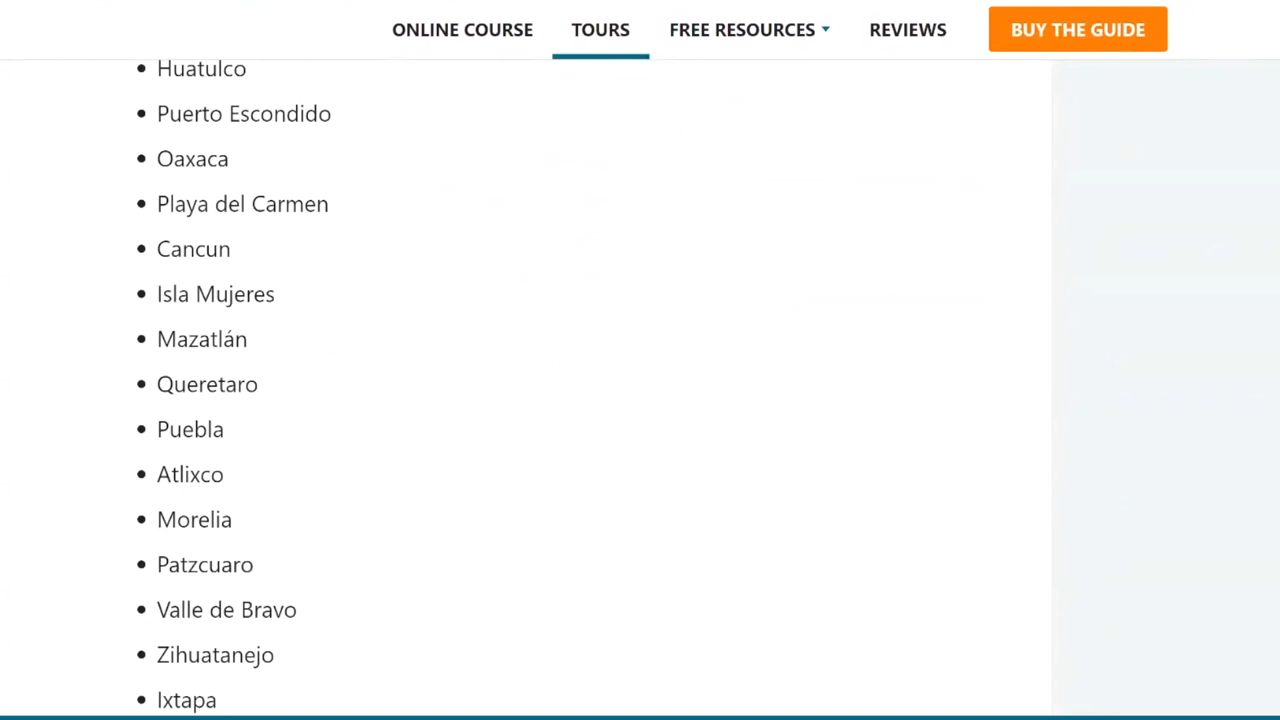 ONLINE COURSE TOURS FREE RESOURCES REVIEWS BUY THE GUIDE
• Huatulco
• Puerto Escondido
• Oaxaca
• Playa del Carmen
• Cancun
• Isla Mujeres
• Mazatlán
• Queretaro
• Puebla
• Atlixco
• Morelia
• Patzcuaro
• Valle de Bravo
• Zihuatanejo
• Ixtapa